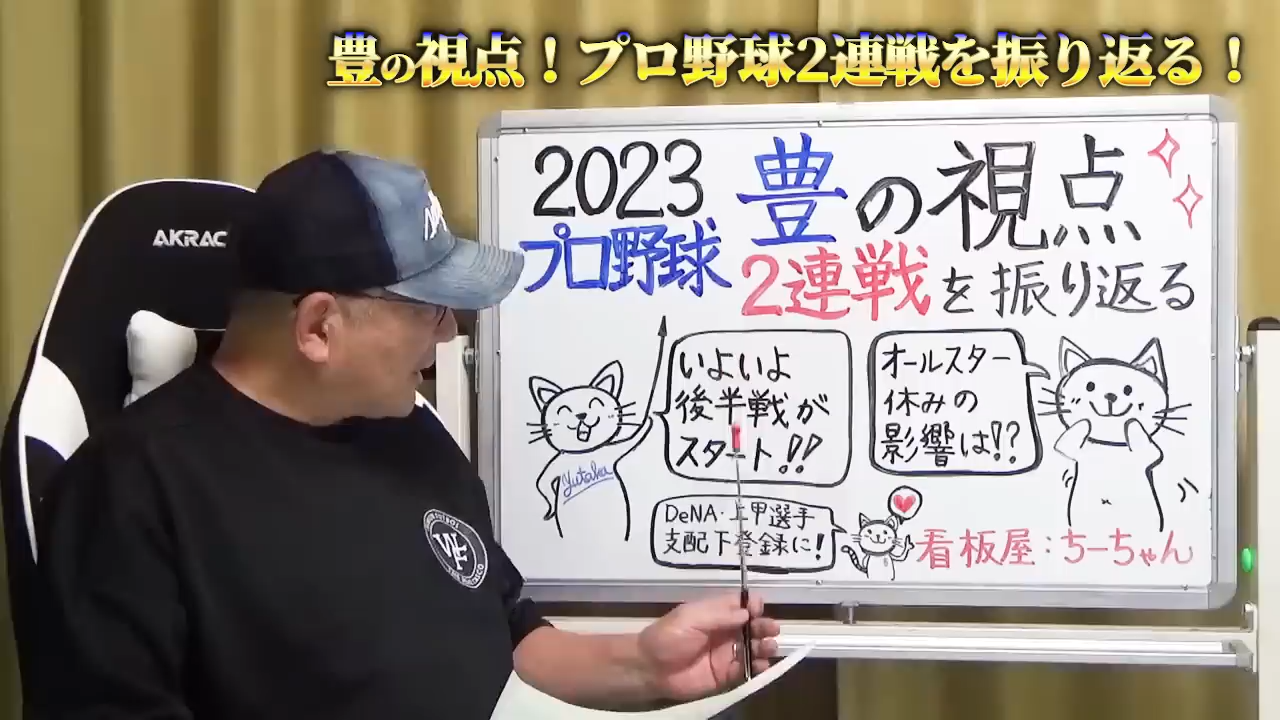 豊の視点！プロ野球2連戦を振り返る！
2023 豊の視点
プロ野球 2連戦を振り返る
いよいよ
後半戦が
スタート!!
オールスター
休みの
影響は!?
yutaka
DeNA・上甲選手
支配下登録に!
看板屋：ちーちゃん
AKRAC
WF